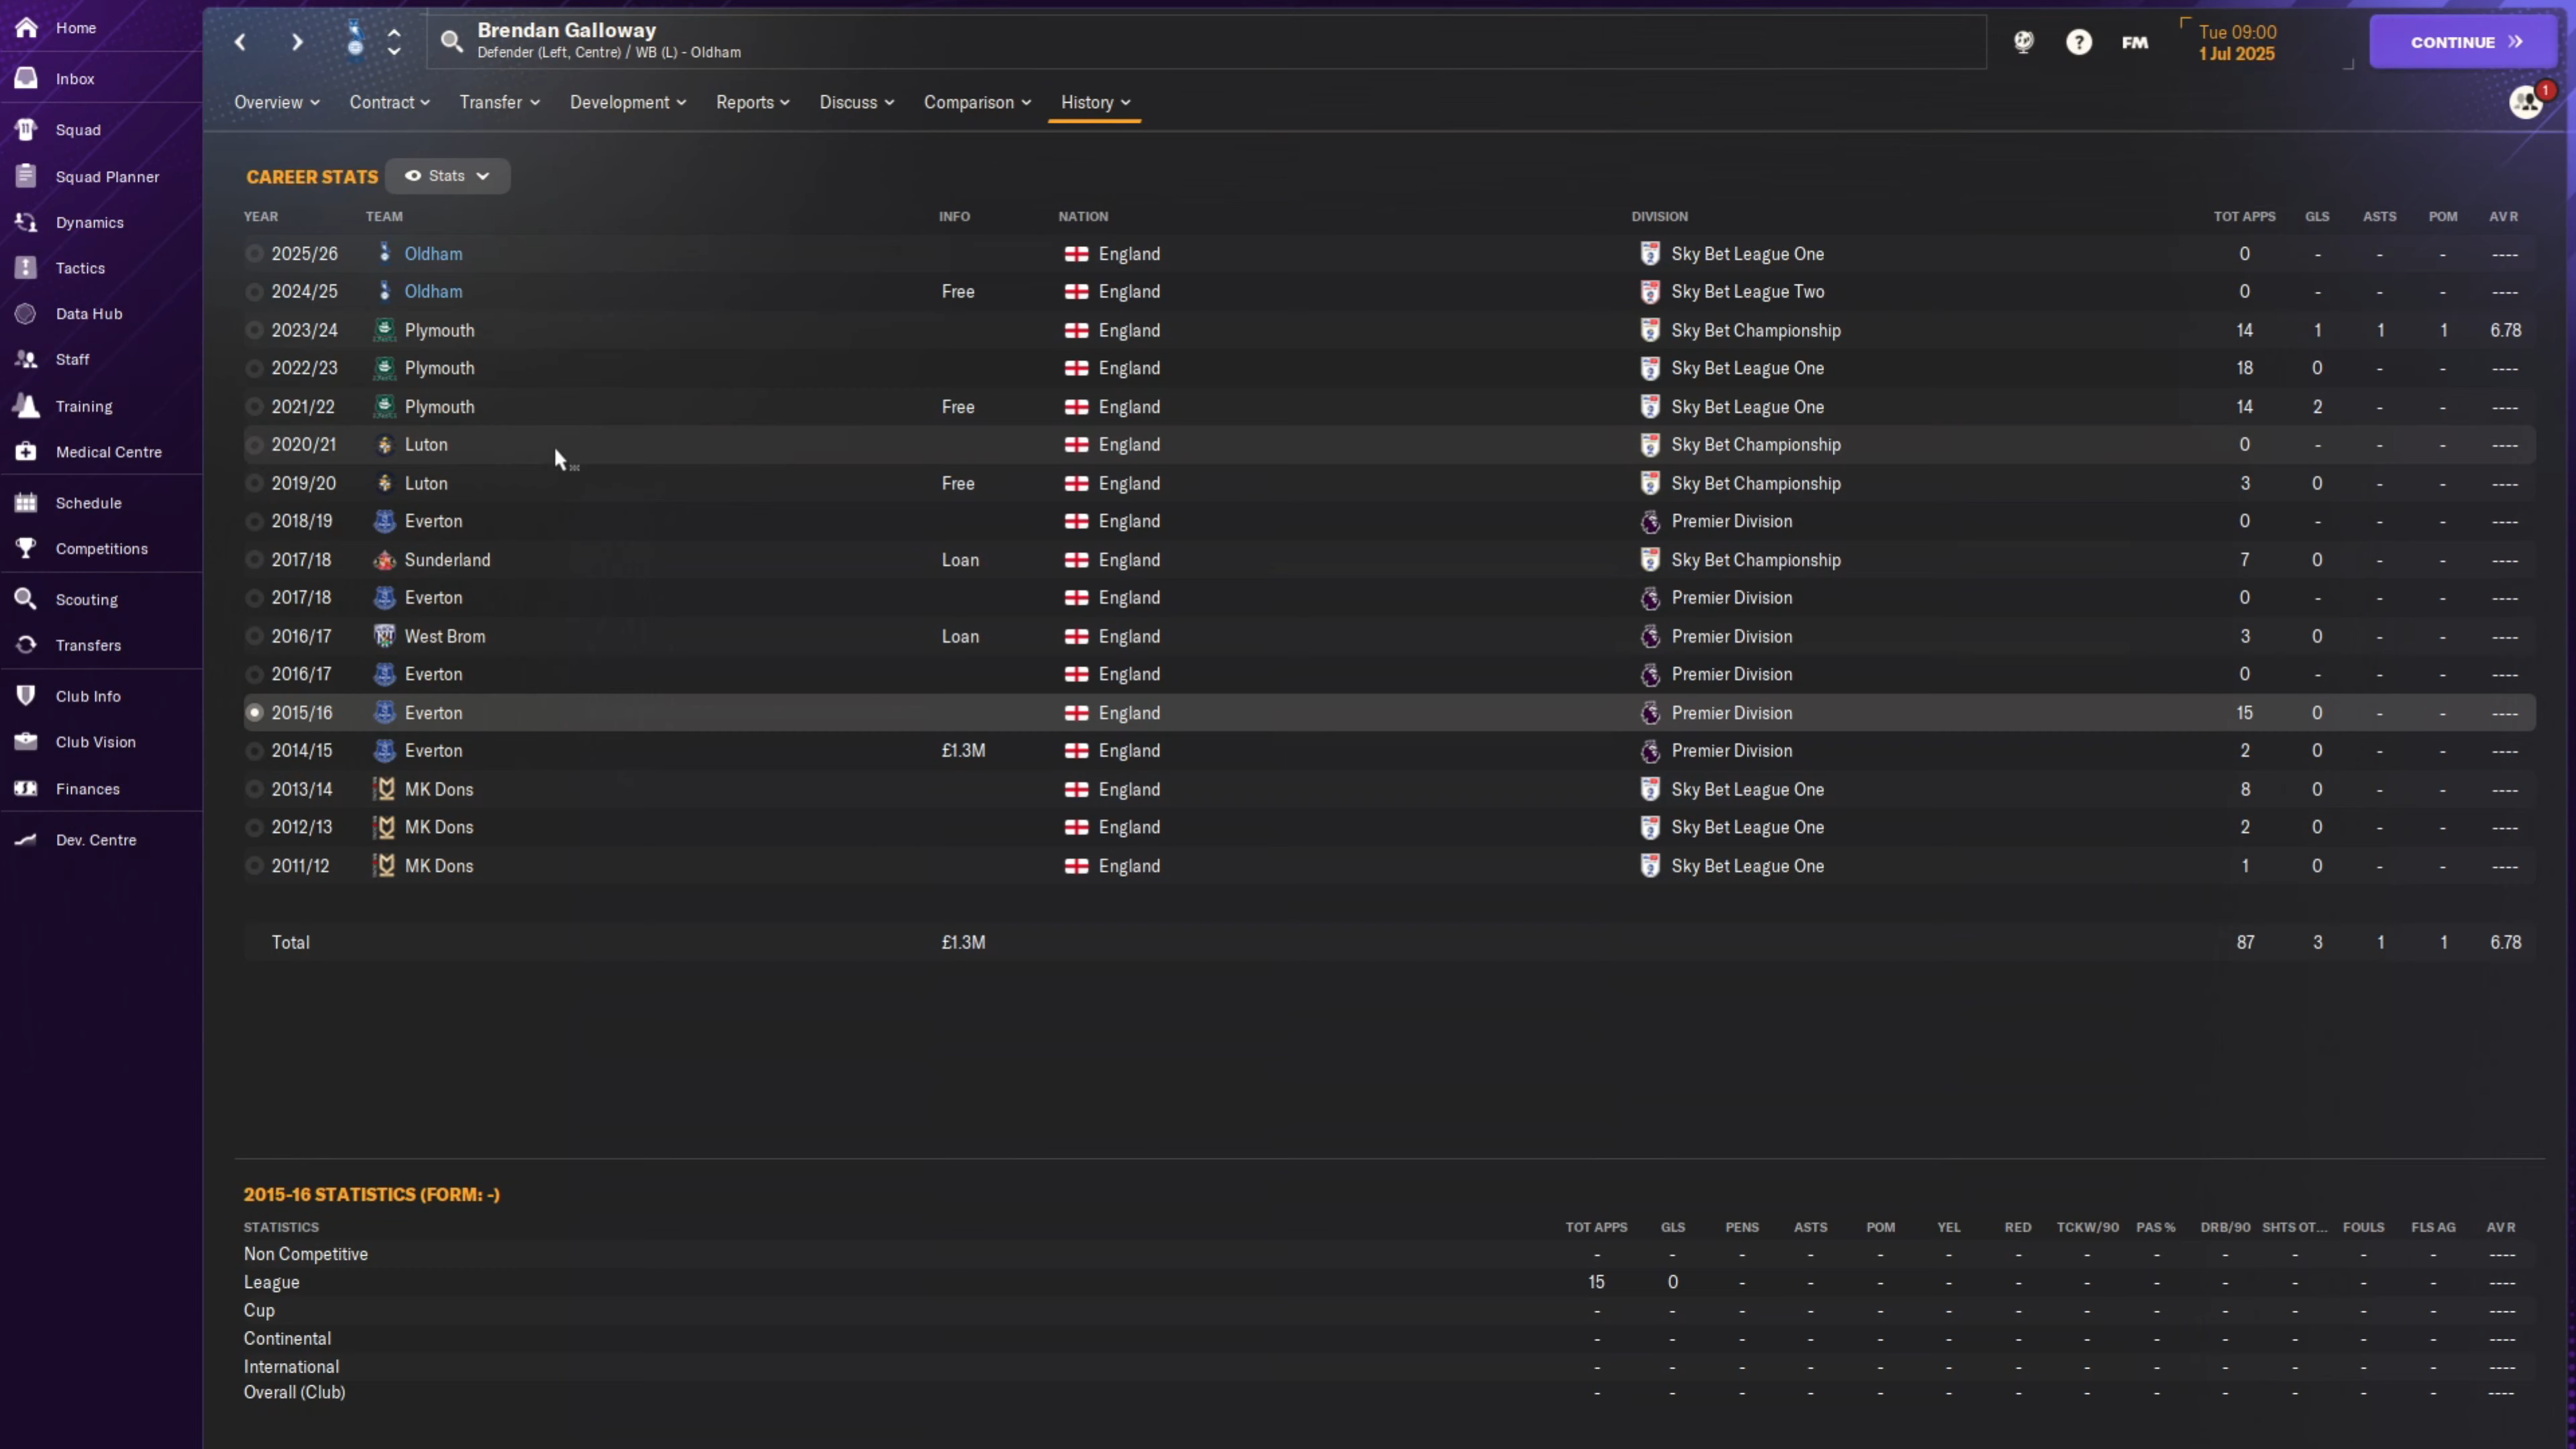 Home
Inbox
Squad
Squad Planner
Dynamics
Tactics
Data Hub
Staff
Training
Medical Centre
Schedule
Competitions
Scouting
Transfers
Club Info
Club Vision
Finances
Dev. Centre
Brendan Galloway
Defender (Left, Centre) / WB (L) - Oldham
? FM
Tue 09:00
1 Jul 2025
CONTINUE
1
Overview Contract Transfer Development Reports Discuss Comparison History
CAREER STATS Stats
YEAR TEAM INFO NATION DIVISION TOT APPS GLS ASTS POM AV R
2025/26 Oldham England Sky Bet League One 0 - - - ----
2024/25 Oldham Free England Sky Bet League Two 0 - - - ----
2023/24 Plymouth England Sky Bet Championship 14 1 1 1 6.78
2022/23 Plymouth England Sky Bet League One 18 0 - - ----
2021/22 Plymouth Free England Sky Bet League One 14 2 - - ----
2020/21 Luton England Sky Bet Championship 0 - - - ----
2019/20 Luton Free England Sky Bet Championship 3 0 - - ----
2018/19 Everton England Premier Division 0 - - - ----
2017/18 Sunderland Loan England Sky Bet Championship 7 0 - - ----
2017/18 Everton England Premier Division 0 - - - ----
2016/17 West Brom Loan England Premier Division 3 0 - - ----
2016/17 Everton England Premier Division 0 - - - ----
2015/16 Everton England Premier Division 15 0 - - ----
2014/15 Everton £1.3M England Premier Division 2 0 - - ----
2013/14 MK Dons England Sky Bet League One 8 0 - - ----
2012/13 MK Dons England Sky Bet League One 2 0 - - ----
2011/12 MK Dons England Sky Bet League One 1 0 - - ----
Total £1.3M 87 3 1 1 6.78
2015-16 STATISTICS (FORM: -)
STATISTICS TOT APPS GLS PENS ASTS POM YEL RED TCKW/90 PAS % DRB/90 SHTS OT... FOULS FLS AG AV R
Non Competitive - - - - - - - - - - - - - ----
League 15 0 - - - - - - - - - - - ----
Cup - - - - - - - - - - - - - ----
Continental - - - - - - - - - - - - - ----
International - - - - - - - - - - - - - ----
Overall (Club) - - - - - - - - - - - - - ----